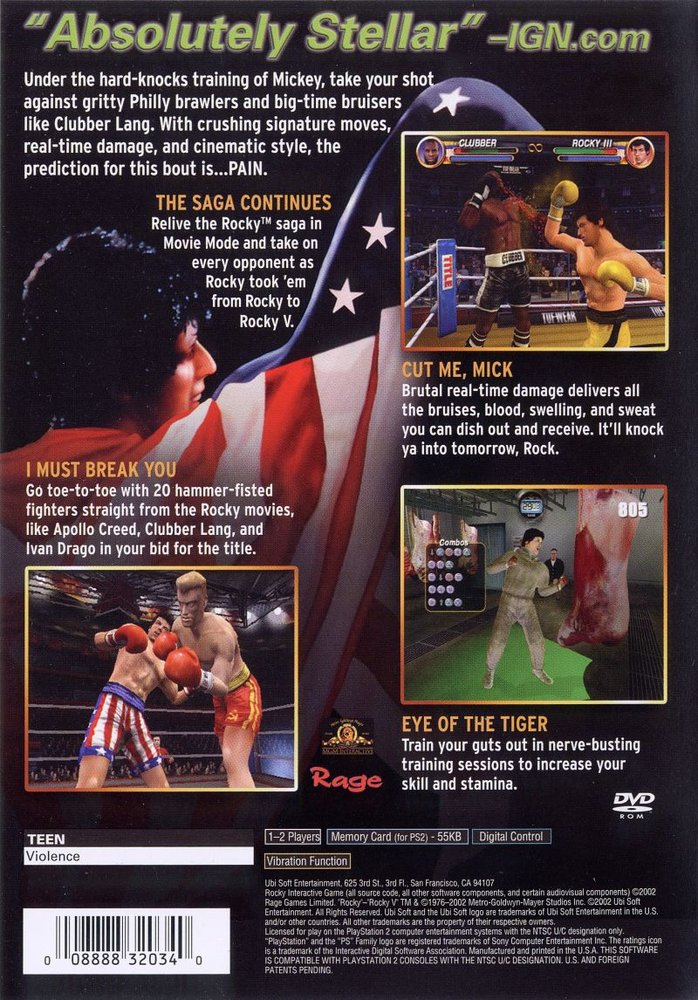 “Absolutely Stellar” –IGN.com
Under the hard-knocks training of Mickey, take your shot
against gritty Philly brawlers and big-time bruisers
like Clubber Lang. With crushing signature moves,
real-time damage, and cinematic style, the
prediction for this bout is...PAIN.
THE SAGA CONTINUES
Relive the Rocky™ saga in
Movie Mode and take on
every opponent as
Rocky took ’em
from Rocky to
Rocky V.
CLUBBER
ROCKY III
TITLE
CLUBBER
TUF-WEAR
CUT ME, MICK
Brutal real-time damage delivers all
the bruises, blood, swelling, and sweat
you can dish out and receive. It’ll knock
ya into tomorrow, Rock.
I MUST BREAK YOU
Go toe-to-toe with 20 hammer-fisted
fighters straight from the Rocky movies,
like Apollo Creed, Clubber Lang, and
Ivan Drago in your bid for the title.
805
Combos
EYE OF THE TIGER
Train your guts out in nerve-busting
training sessions to increase your
skill and stamina.
Metro Goldwyn Mayer
MGM INTERACTIVE
Rage
DVD
ROM
TEEN
Violence
1–2 Players
Memory Card (for PS2) - 55KB
Digital Control
Vibration Function
Ubi Soft Entertainment, 625 3rd St., 3rd Fl., San Francisco, CA 94107
Rocky Interactive Game (all source code, all other software components, and certain audiovisual components) ©2002
Rage Games Limited. ‘Rocky’–‘Rocky V’ TM & ©1976–2002 Metro-Goldwyn-Mayer Studios Inc. ©2002 Ubi Soft
Entertainment. All Rights Reserved. Ubi Soft and the Ubi Soft logo are trademarks of Ubi Soft Entertainment in the U.S.
and/or other countries. All other trademarks are the property of their respective owners.
Licensed for play on the PlayStation 2 computer entertainment systems with the NTSC U/C designation only.
“PlayStation” and the “PS” Family logo are registered trademarks of Sony Computer Entertainment Inc. The ratings icon
is a trademark of the Interactive Digital Software Association. Manufactured and printed in the U.S.A. THIS SOFTWARE
IS COMPATIBLE WITH PLAYSTATION 2 CONSOLES WITH THE NTSC U/C DESIGNATION. U.S. AND FOREIGN
PATENTS PENDING.
0 08888 32034 0